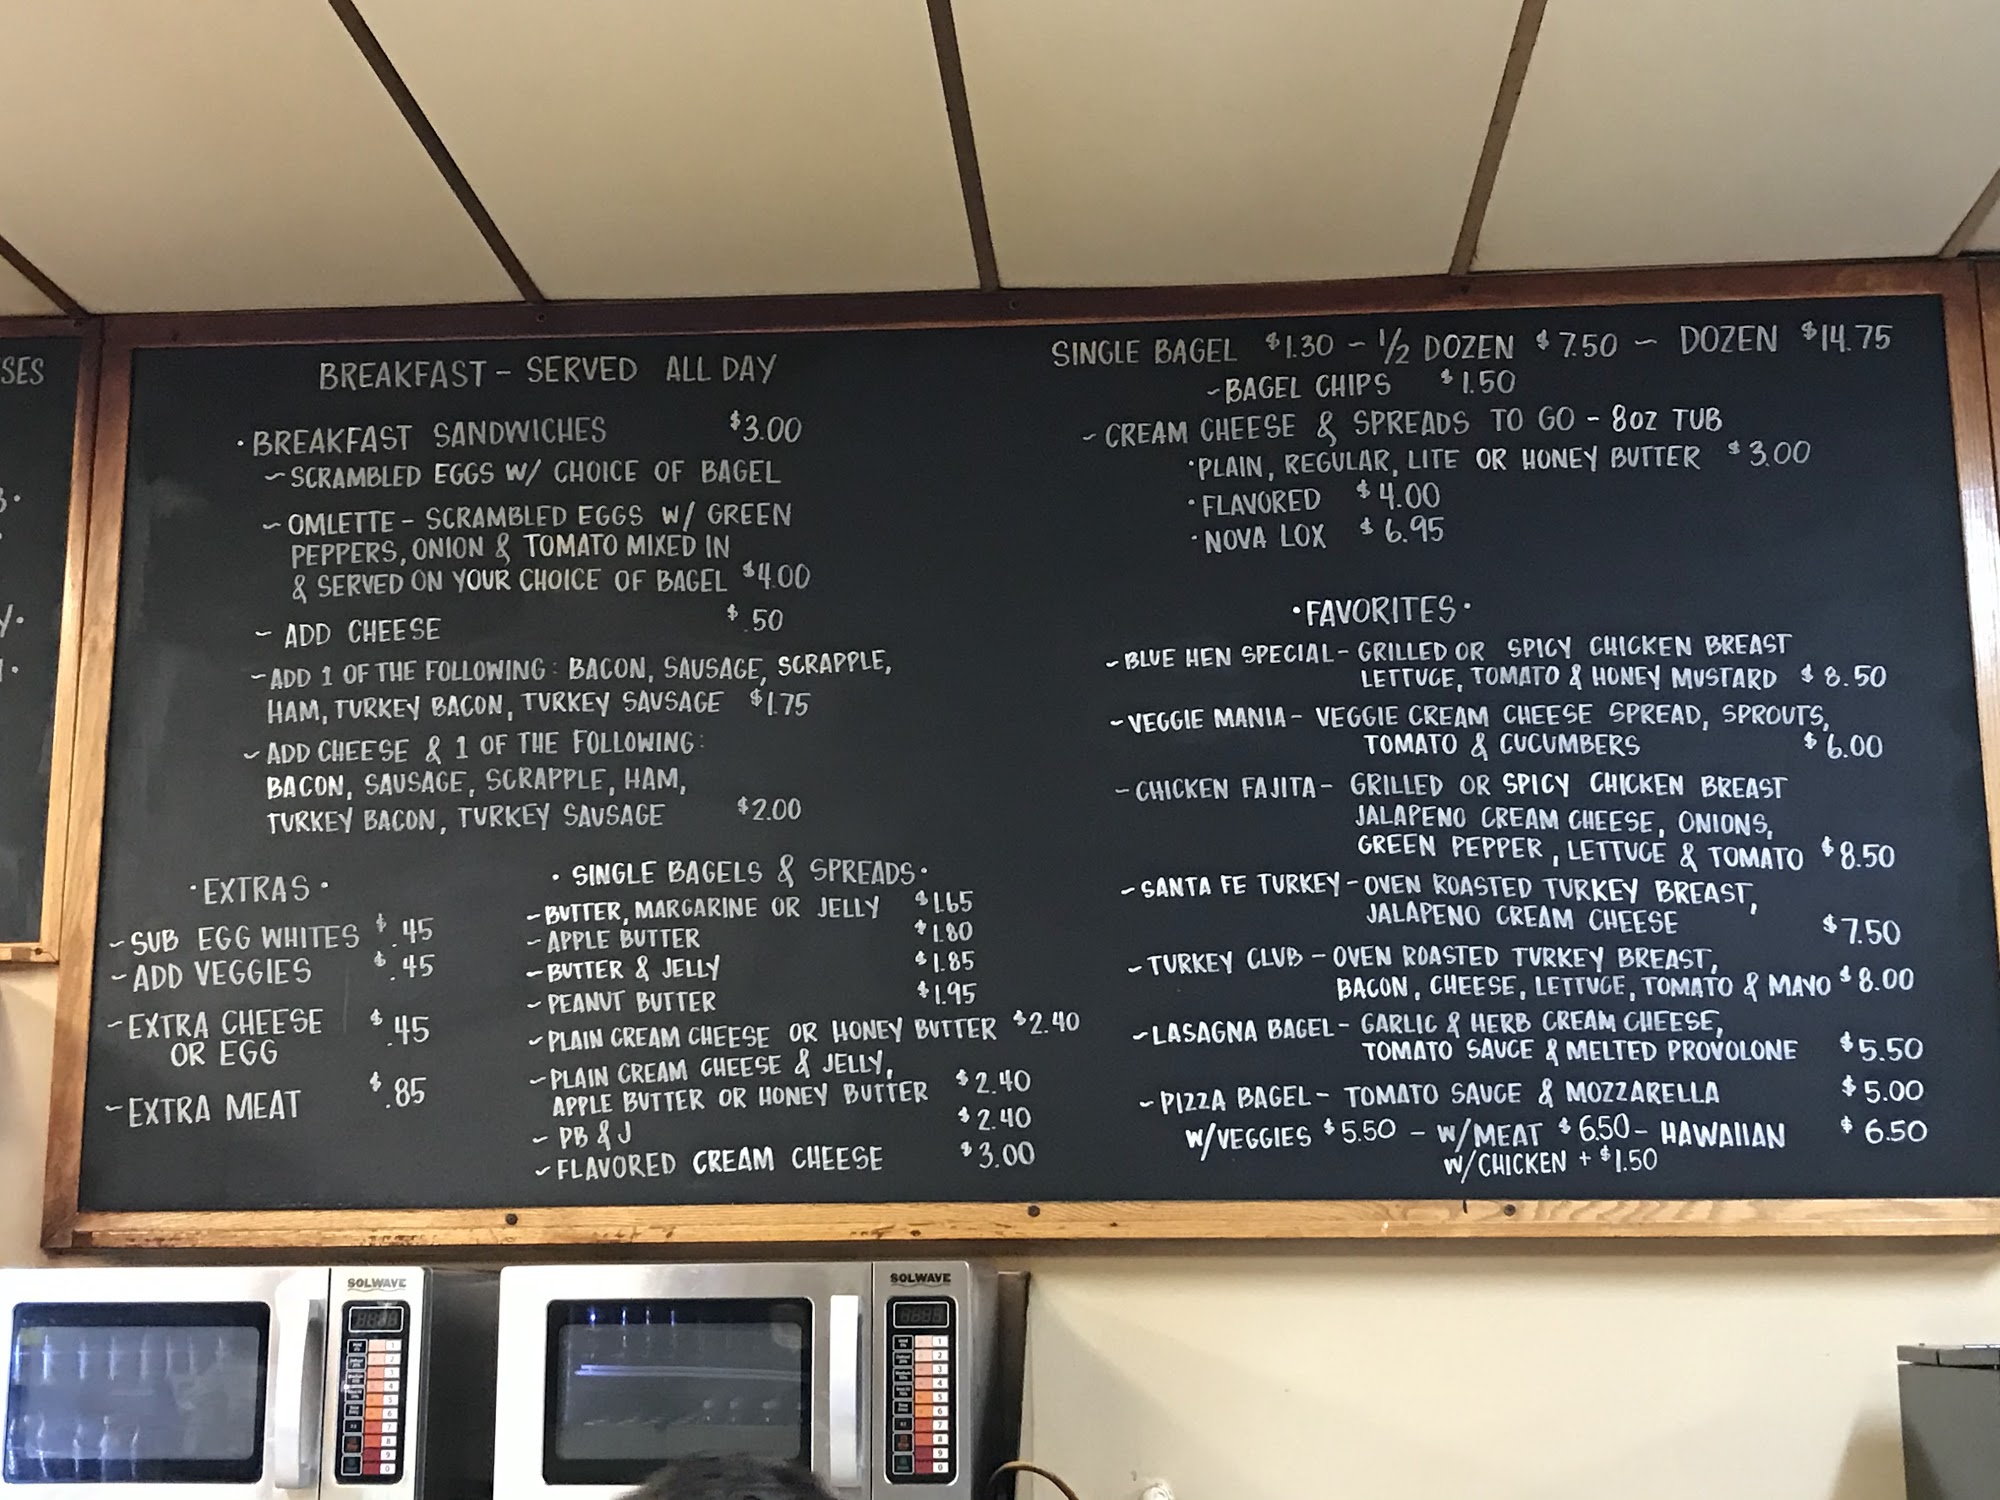 SES
BREAKFAST - SERVED ALL DAY
• BREAKFAST SANDWICHES $3.00
~ SCRAMBLED EGGS W/ CHOICE OF BAGEL
~ OMLETTE - SCRAMBLED EGGS W/ GREEN
PEPPERS, ONION & TOMATO MIXED IN
& SERVED ON YOUR CHOICE OF BAGEL $4.00
~ ADD CHEESE $.50
~ ADD 1 OF THE FOLLOWING: BACON, SAUSAGE, SCRAPPLE,
HAM, TURKEY BACON, TURKEY SAUSAGE $1.75
~ ADD CHEESE & 1 OF THE FOLLOWING:
BACON, SAUSAGE, SCRAPPLE, HAM,
TURKEY BACON, TURKEY SAUSAGE $2.00
• EXTRAS •
~ SUB EGG WHITES $.45
~ ADD VEGGIES $.45
~ EXTRA CHEESE
OR EGG $.45
~ EXTRA MEAT $.85
• SINGLE BAGELS & SPREADS •
~ BUTTER, MARGARINE OR JELLY $1.65
~ APPLE BUTTER $1.80
~ BUTTER & JELLY $1.85
~ PEANUT BUTTER $1.95
~ PLAIN CREAM CHEESE OR HONEY BUTTER $2.40
~ PLAIN CREAM CHEESE & JELLY,
APPLE BUTTER OR HONEY BUTTER $2.40
~ PB & J $2.40
~ FLAVORED CREAM CHEESE $3.00
SINGLE BAGEL $1.30 ~ 1/2 DOZEN $7.50 ~ DOZEN $14.75
~ BAGEL CHIPS $1.50
~ CREAM CHEESE & SPREADS TO GO - 8OZ TUB
• PLAIN, REGULAR, LITE OR HONEY BUTTER $3.00
• FLAVORED $4.00
• NOVA LOX $6.95
• FAVORITES •
~ BLUE HEN SPECIAL - GRILLED OR SPICY CHICKEN BREAST
LETTUCE, TOMATO & HONEY MUSTARD $8.50
~ VEGGIE MANIA - VEGGIE CREAM CHEESE SPREAD, SPROUTS,
TOMATO & CUCUMBERS $6.00
~ CHICKEN FAJITA - GRILLED OR SPICY CHICKEN BREAST
JALAPENO CREAM CHEESE, ONIONS,
GREEN PEPPER, LETTUCE & TOMATO $8.50
~ SANTA FE TURKEY - OVEN ROASTED TURKEY BREAST,
JALAPENO CREAM CHEESE $7.50
~ TURKEY CLUB - OVEN ROASTED TURKEY BREAST,
BACON, CHEESE, LETTUCE, TOMATO & MAYO $8.00
~ LASAGNA BAGEL - GARLIC & HERB CREAM CHEESE,
TOMATO SAUCE & MELTED PROVOLONE $5.50
~ PIZZA BAGEL - TOMATO SAUCE & MOZZARELLA $5.00
W/VEGGIES $5.50 - W/MEAT $6.50 - HAWAIIAN $6.50
W/CHICKEN + $1.50
SOLWAVE
SOLWAVE